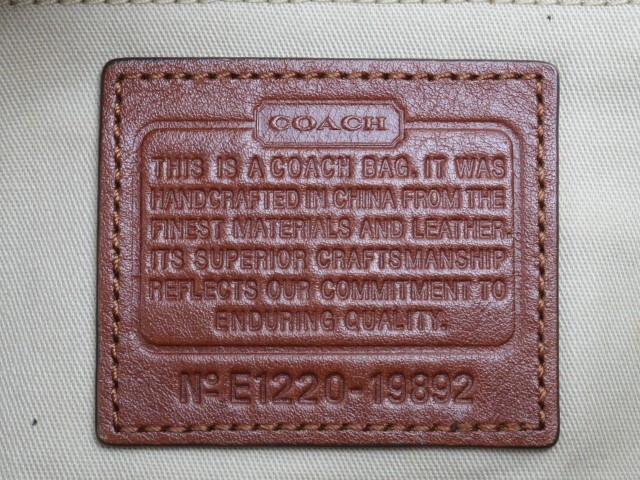 COACH
THIS IS A COACH BAG. IT WAS
HANDCRAFTED IN CHINA FROM THE
FINEST MATERIALS AND LEATHER.
ITS SUPERIOR CRAFTSMANSHIP
REFLECTS OUR COMMITMENT TO
ENDURING QUALITY.
Nº E1220-19892